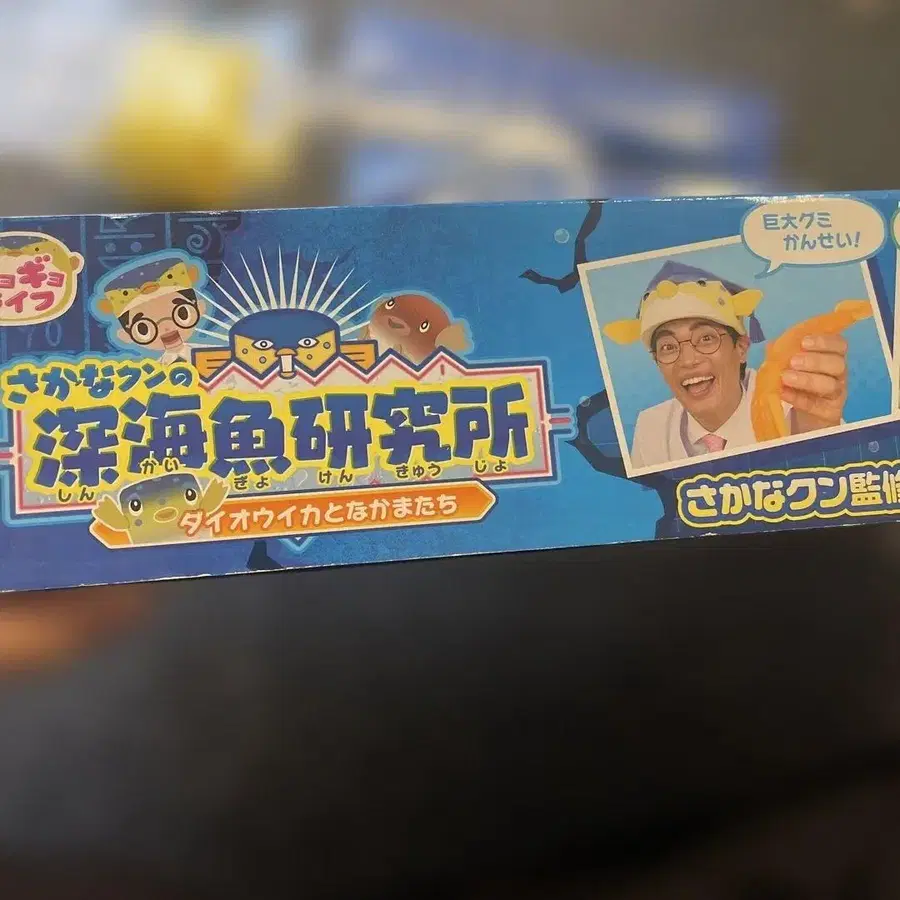 ョギョ
ライフ
さかなクンの
深海魚研究所
しん かい ぎょ けん きゅう じょ
ダイオウイカとなかまたち
巨大グミ
かんせい!
さかなクン監修